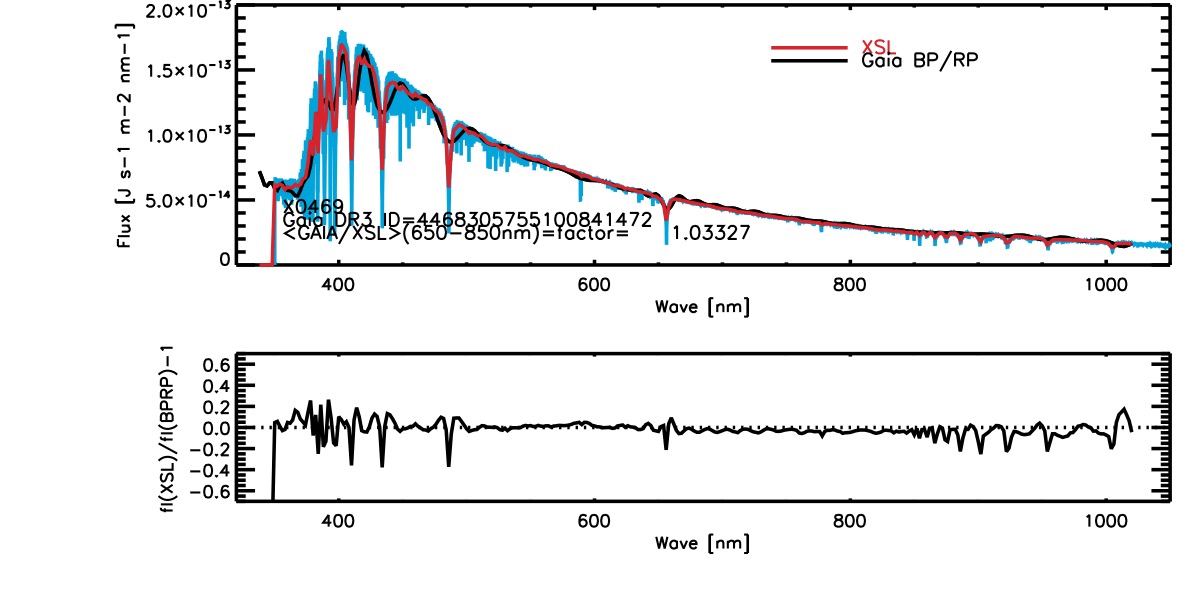 2.0×10−13
1.5×10−13
1.0×10−13
5.0×10−14
0
Flux [J s−1 m−2 nm−1]
XSL
Gaia BP/RP
X0469
Gaia DR3 ID=4468305755100841472
<GAIA/XSL>(650−850nm)=factor= 1.03327
400 600 800 1000
Wave [nm]
fl(XSL)/fl(BPRP)−1
0.6
0.4
0.2
0.0
−0.2
−0.4
−0.6
400 600 800 1000
Wave [nm]